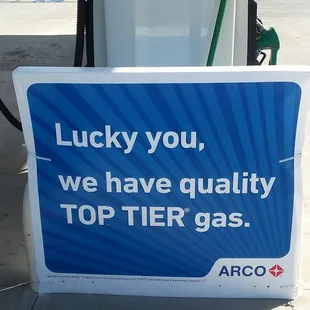 Lucky you,
we have quality
TOP TIER® gas.
ARCO